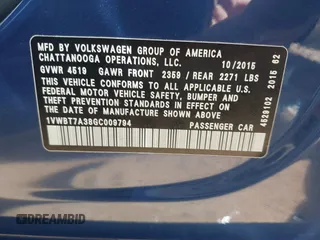 MFD BY VOLKSWAGEN GROUP OF AMERICA
CHATTANOOGA OPERATIONS, LLC. 10/2015
GVWR 4519 GAWR FRONT 2359 / REAR 2271 LBS
THIS VEHICLE CONFORMS TO ALL APPLICABLE
FEDERAL MOTOR VEHICLE SAFETY, BUMPER AND
THEFT PREVENTION STANDARDS IN EFFECT ON
THE DATE OF MANUFACTURE SHOWN ABOVE.
1VWBT7A38GC009794 PASSENGER CAR
4528102 2015 62
DREAMBID